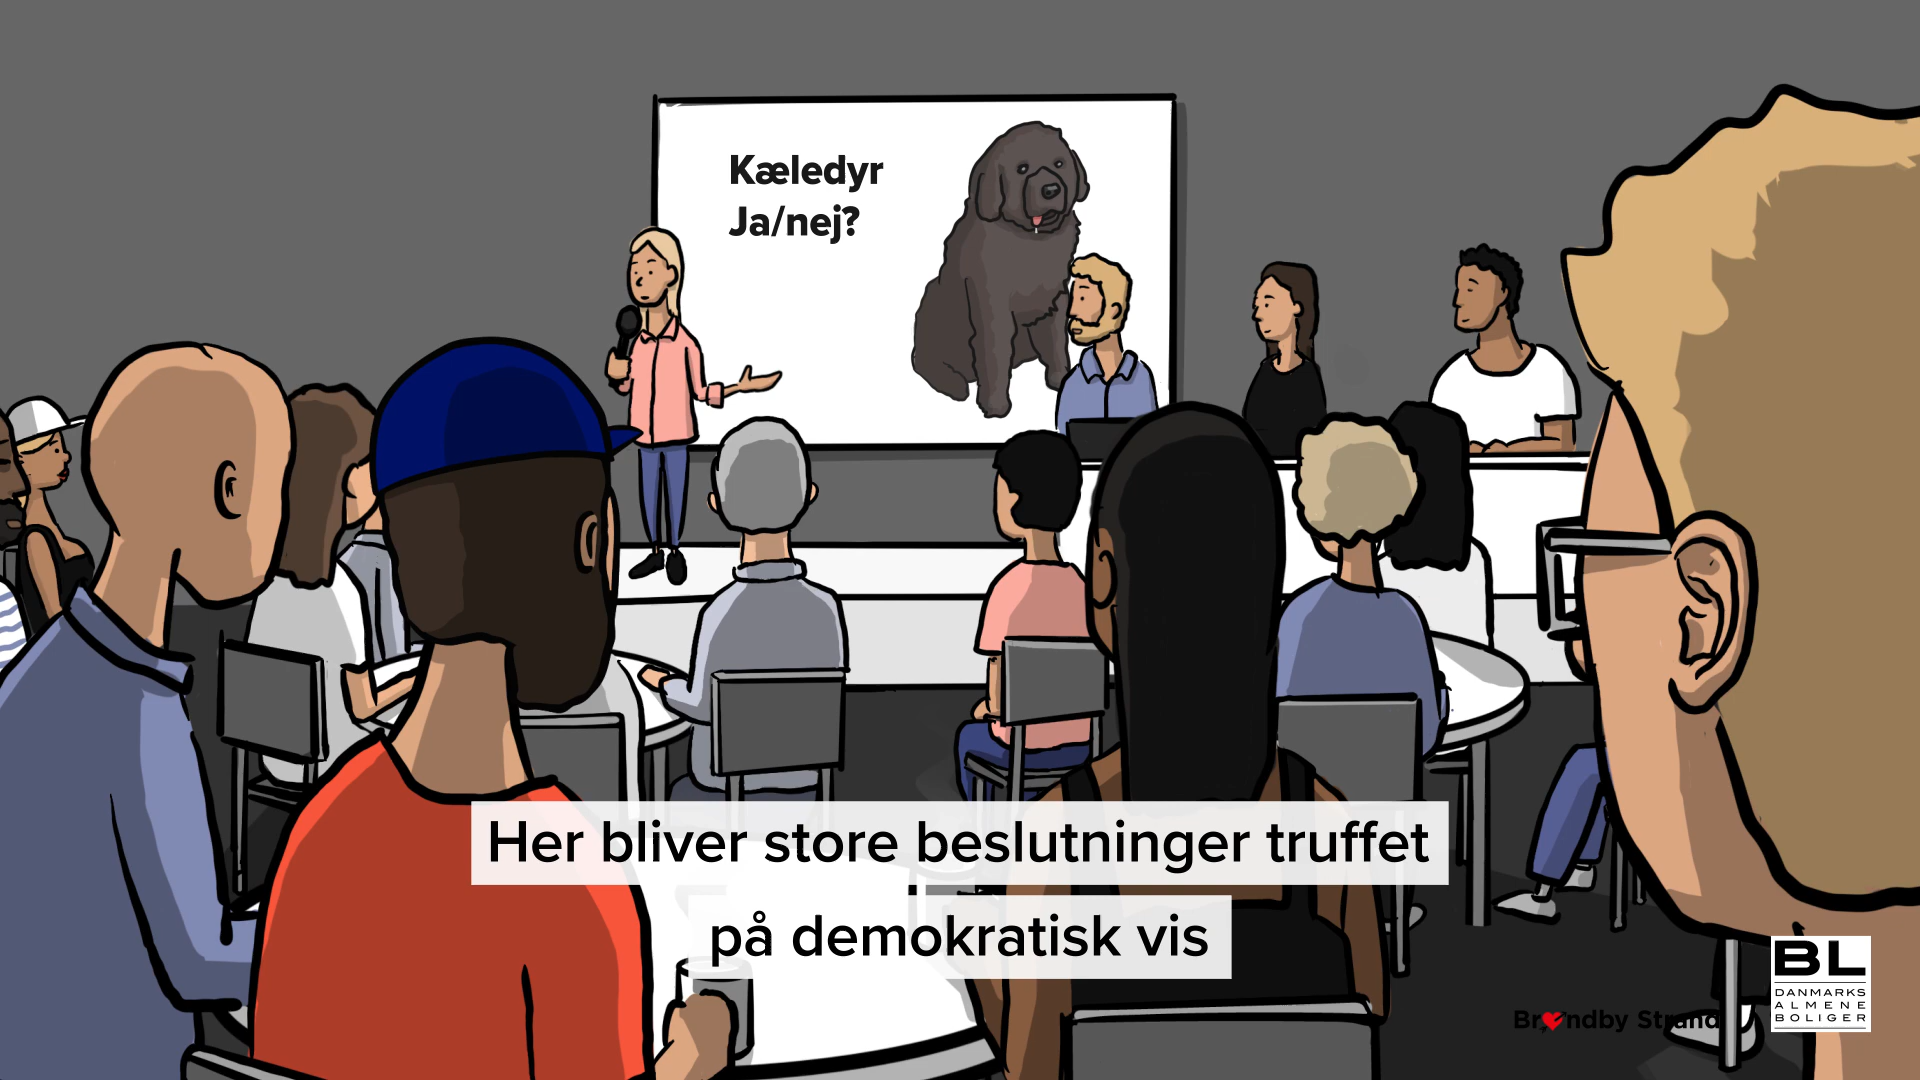 Kæledyr
Ja/nej?
Her bliver store beslutninger truffet
på demokratisk vis
Brøndby Strand
BL
DANMARKS
ALMENE
BOLIGER